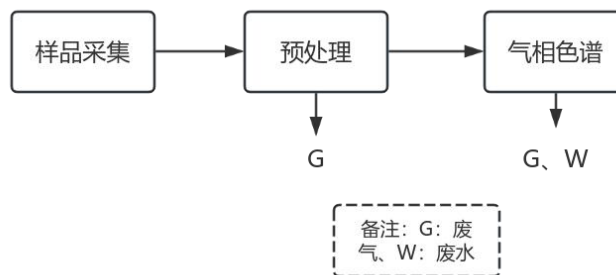 样品采集
预处理
气相色谱
G
G、W
备注：G：废
气、W：废水